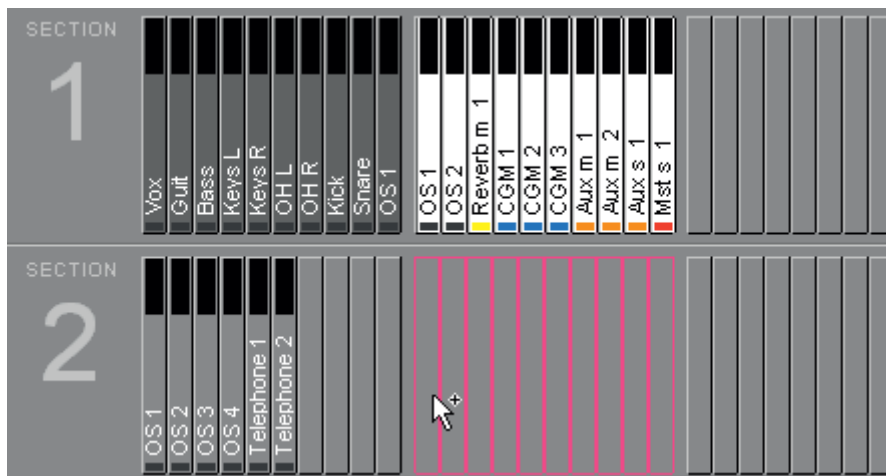 SECTION
1
Vox
Guit
Bass
Keys L
Keys R
OH L
OH R
Kick
Snare
OS 1
OS 1
OS 2
Reverb m 1
CGM 1
CGM 2
CGM 3
Aux m 1
Aux m 2
Aux s 1
Mst s 1
SECTION
2
OS 1
OS 2
OS 3
OS 4
Telephone 1
Telephone 2